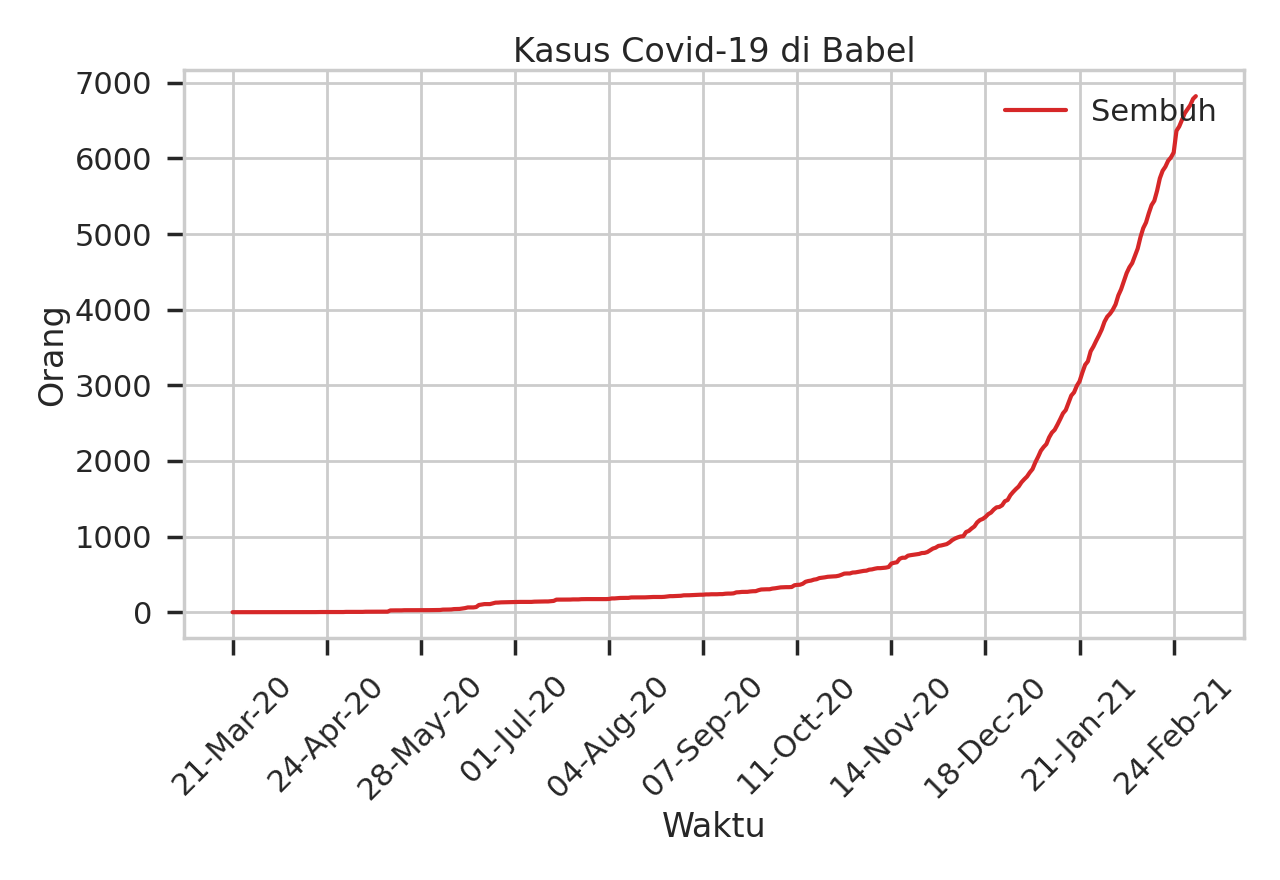 Kasus Covid-19 di Babel
Sembuh
Orang
7000
6000
5000
4000
3000
2000
1000
0
21-Mar-20
24-Apr-20
28-May-20
01-Jul-20
04-Aug-20
07-Sep-20
11-Oct-20
14-Nov-20
18-Dec-20
21-Jan-21
24-Feb-21
Waktu